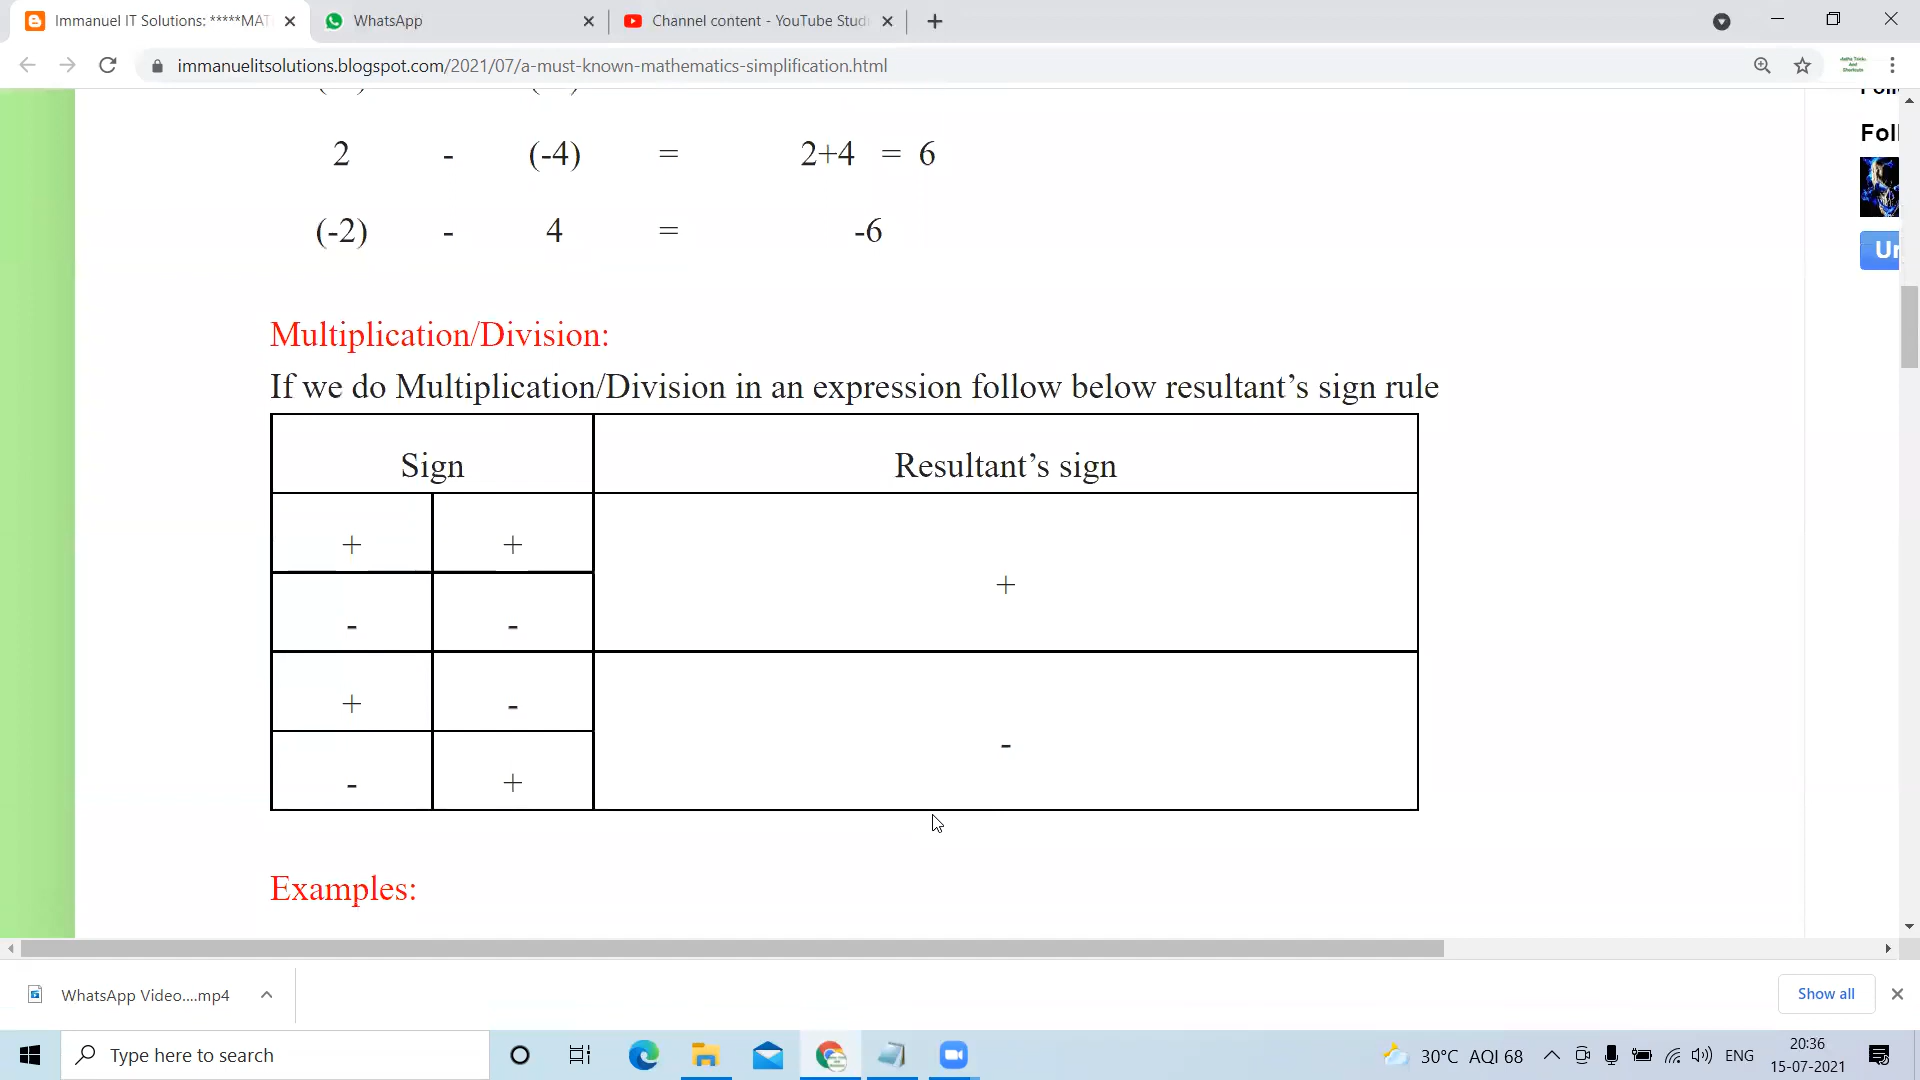 Immanuel IT Solutions: *****MAT
WhatsApp
Channel content - YouTube Studi
immanuelitsolutions.blogspot.com/2021/07/a-must-known-mathematics-simplification.html
2 - (-4) = 2+4 = 6
Foll
(-2) - 4 = -6
Un
Multiplication/Division:
If we do Multiplication/Division in an expression follow below resultant’s sign rule
Sign Resultant’s sign
+ +
+
- -
+ -
-
- +
Examples:
WhatsApp Video....mp4
Show all
Type here to search
30°C AQI 68
ENG
20:36
15-07-2021